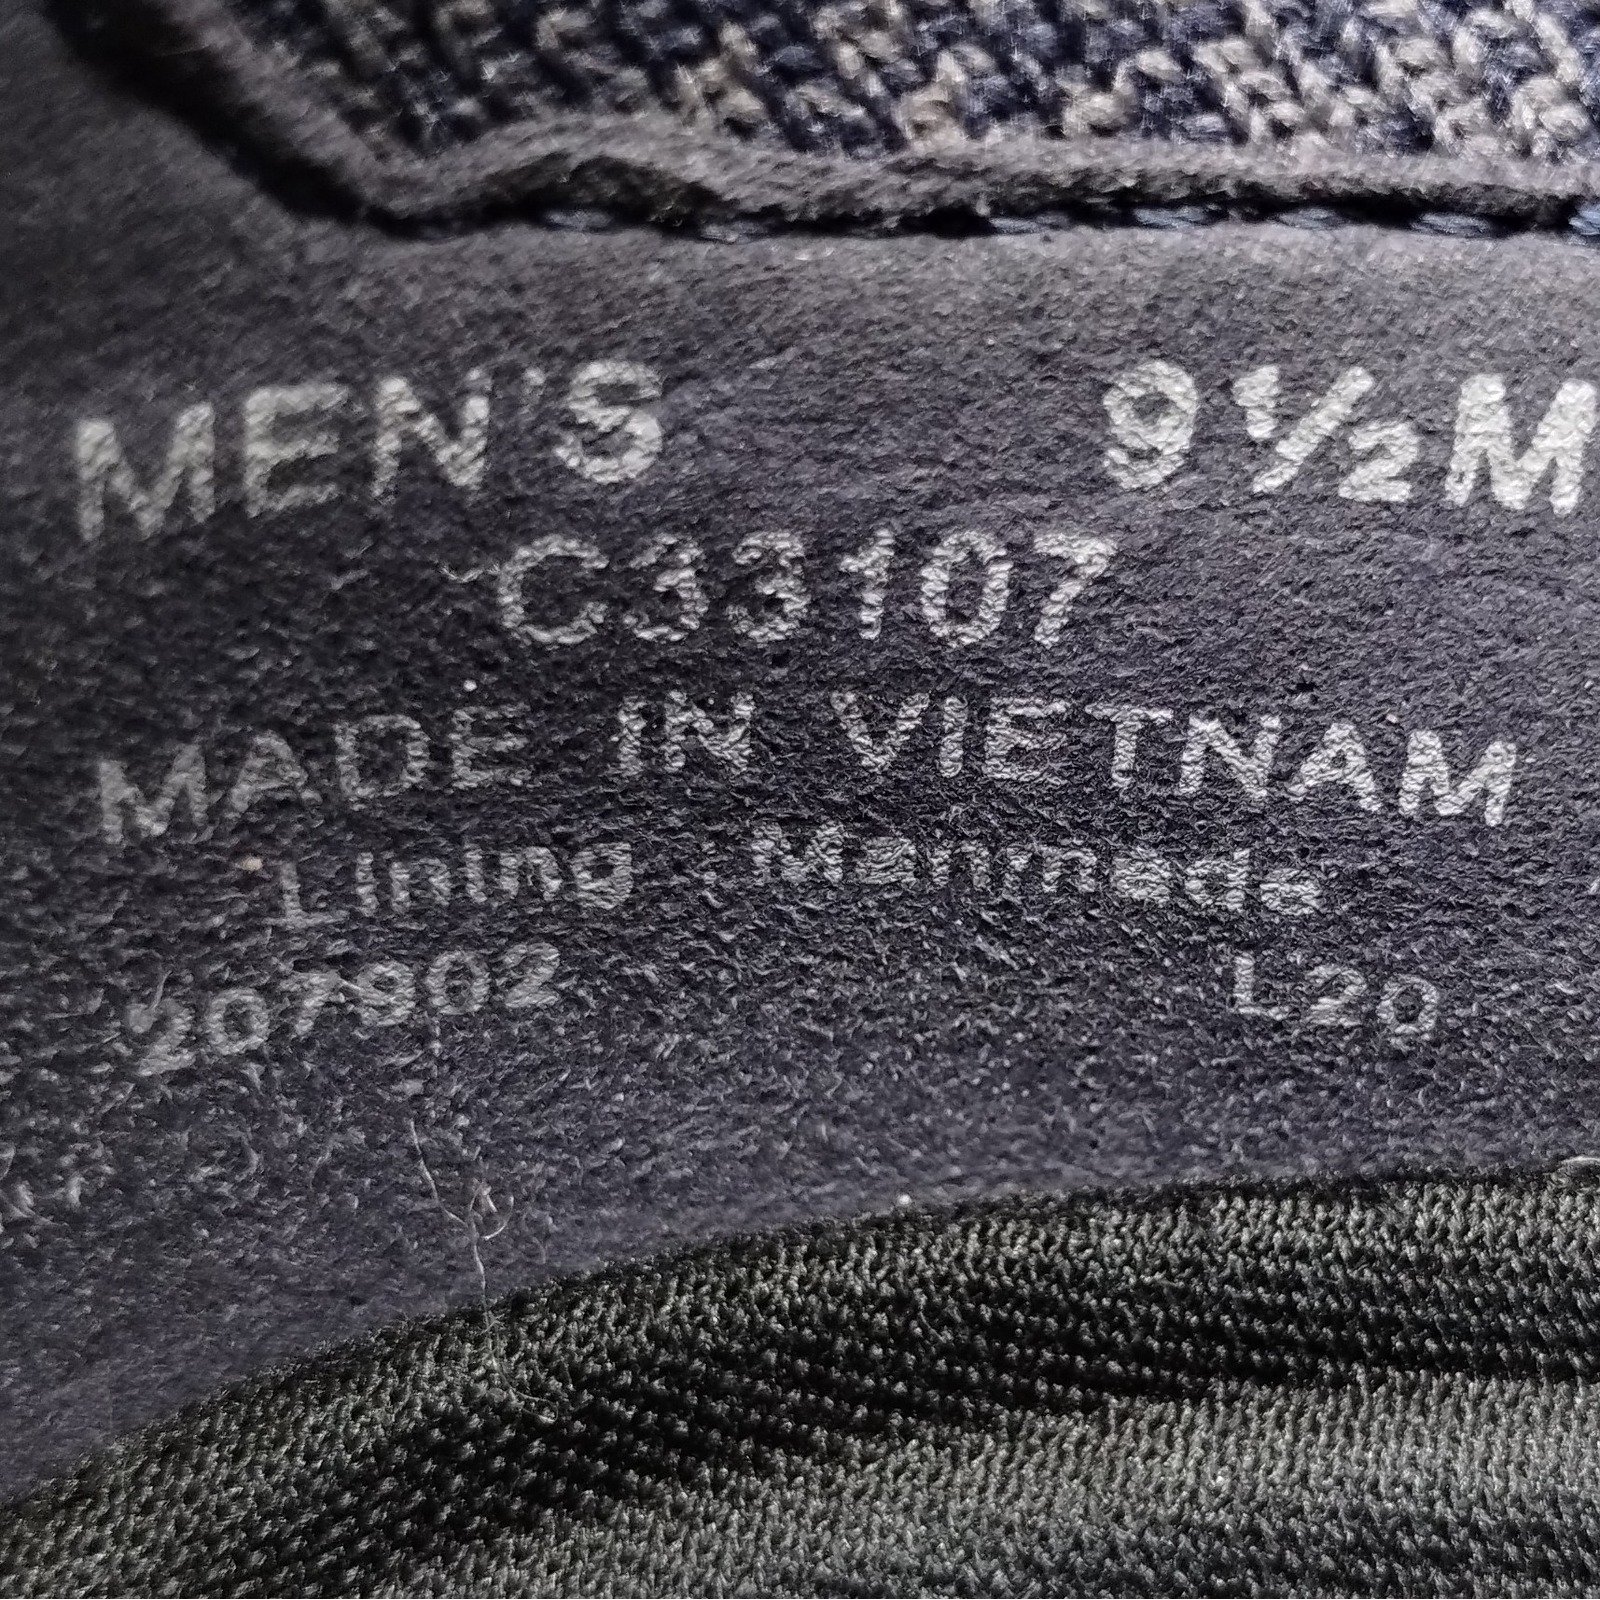 MEN'S 9½M
C33107
MADE IN VIETNAM
Lining : Manmade
207902 L20